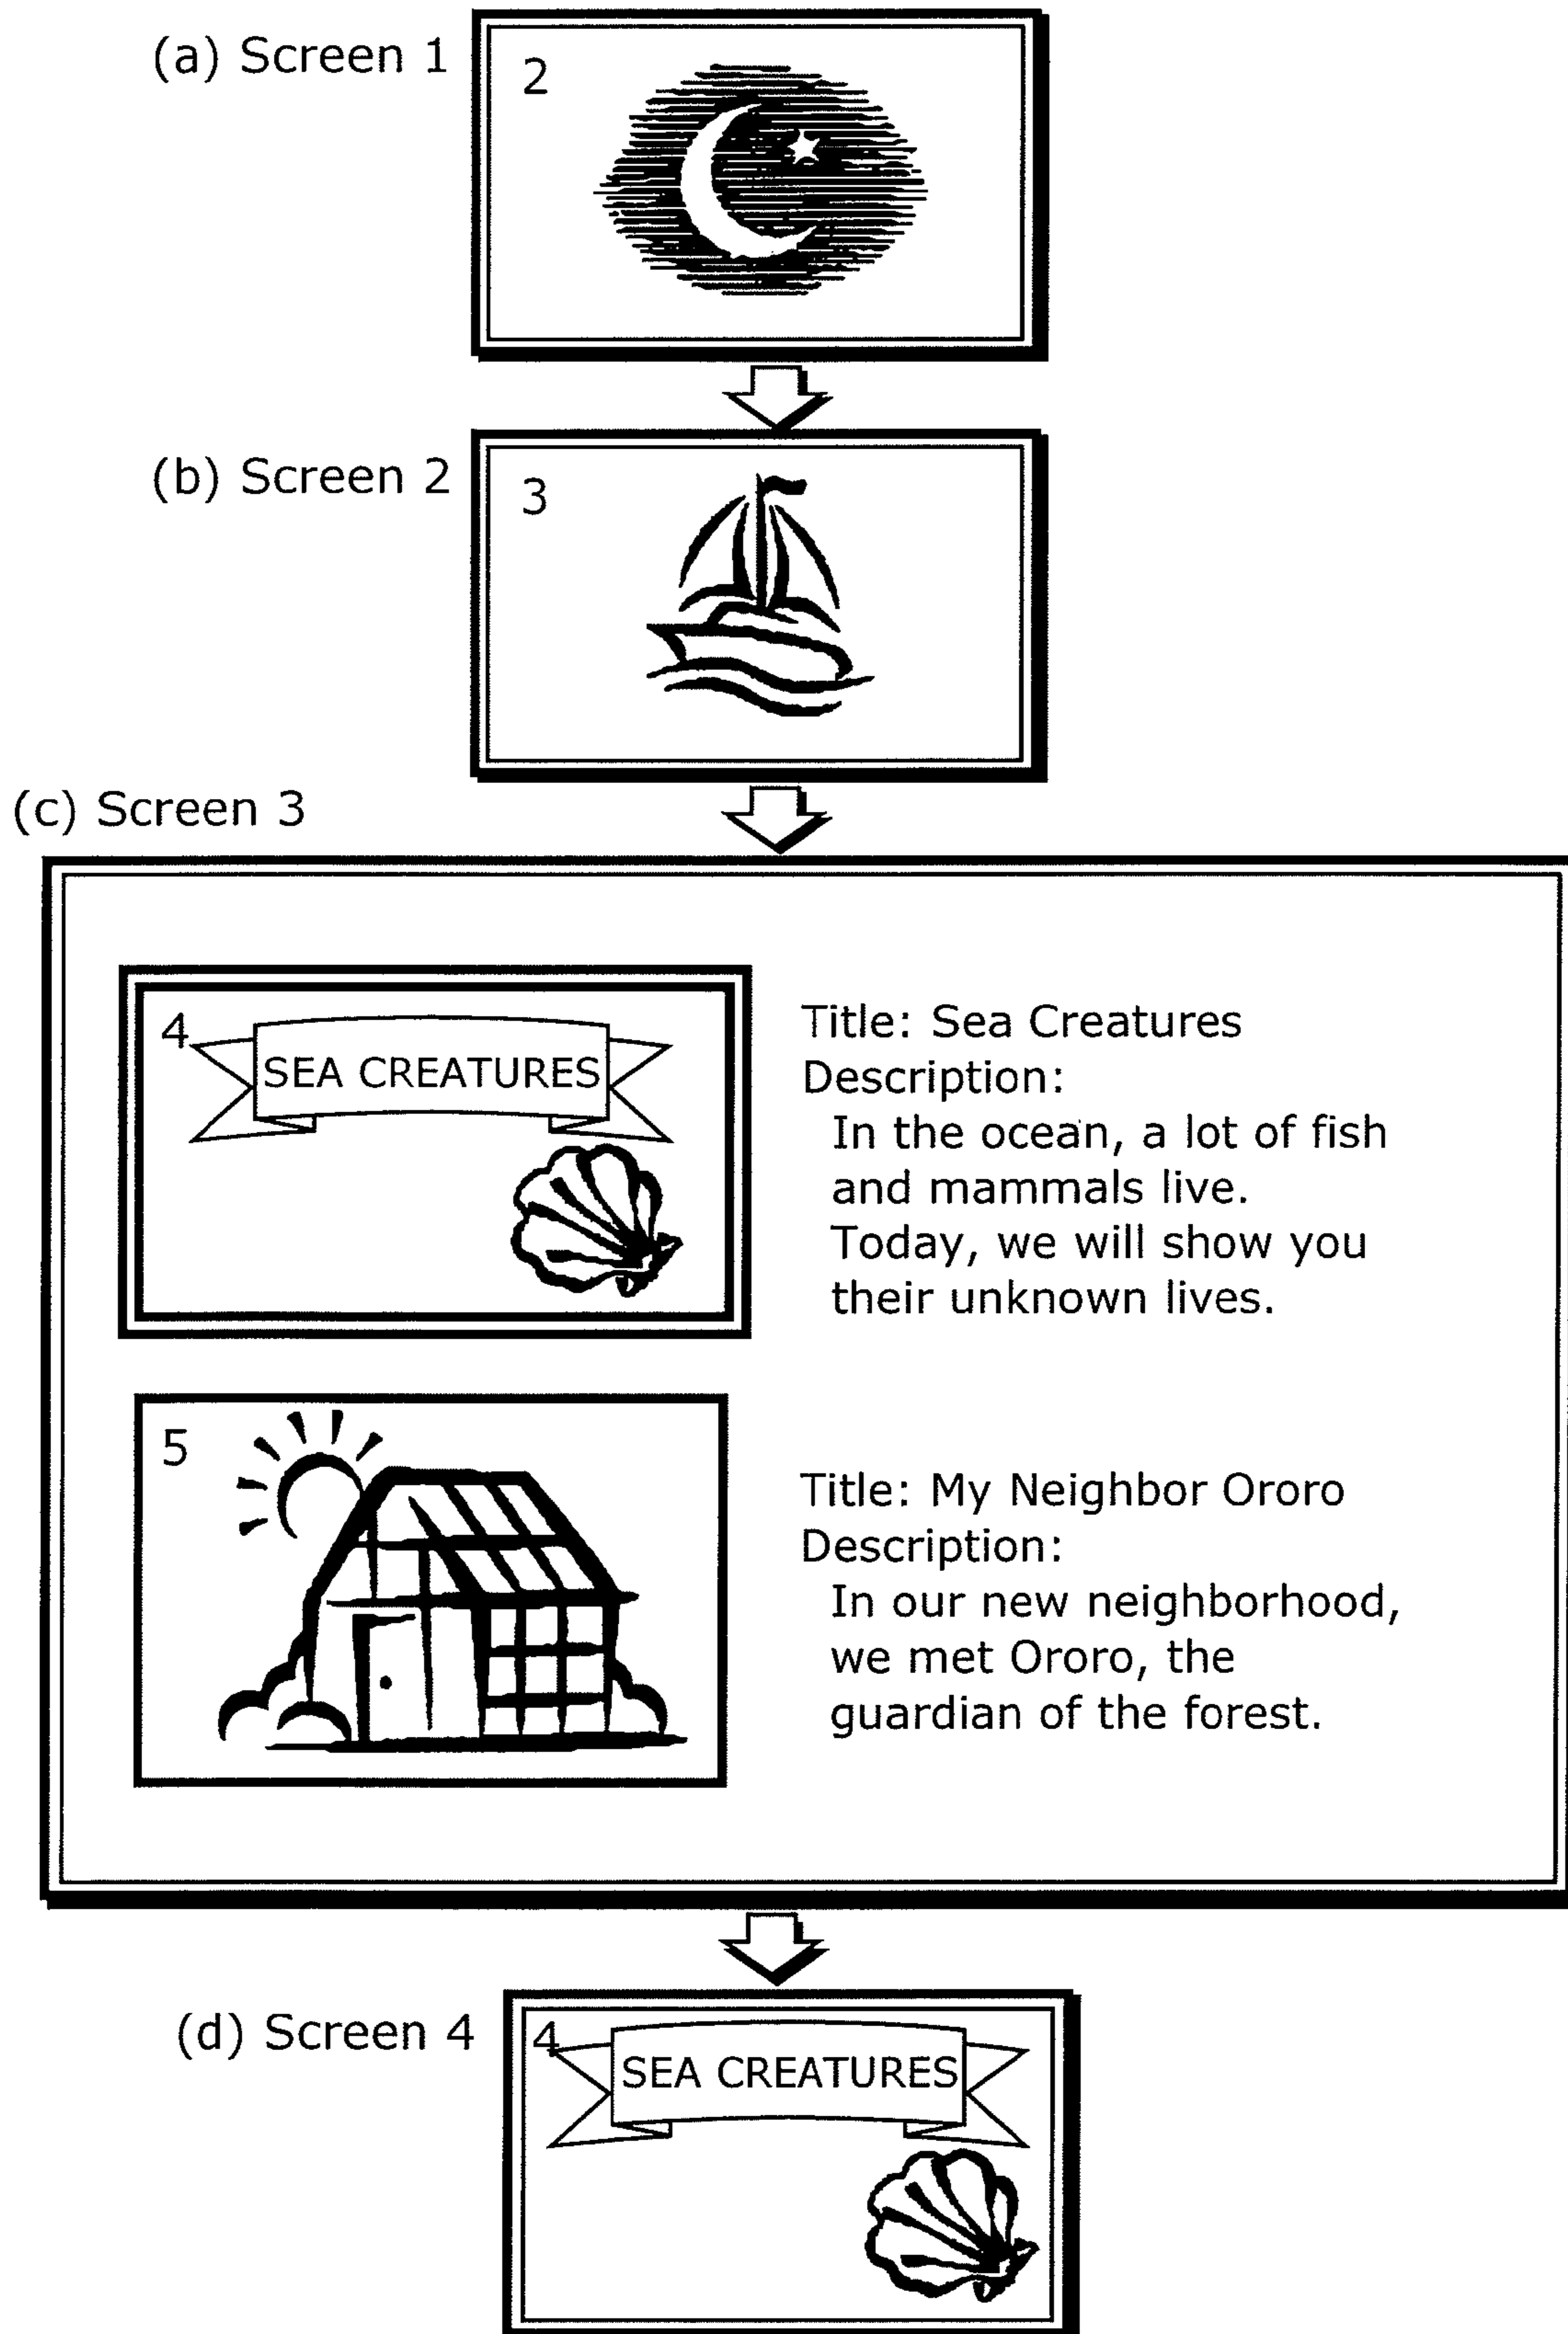 (a) Screen 1
2
(b) Screen 2
3
(c) Screen 3
4
SEA CREATURES
Title: Sea Creatures
Description:
In the ocean, a lot of fish
and mammals live.
Today, we will show you
their unknown lives.
5
Title: My Neighbor Ororo
Description:
In our new neighborhood,
we met Ororo, the
guardian of the forest.
(d) Screen 4
4
SEA CREATURES